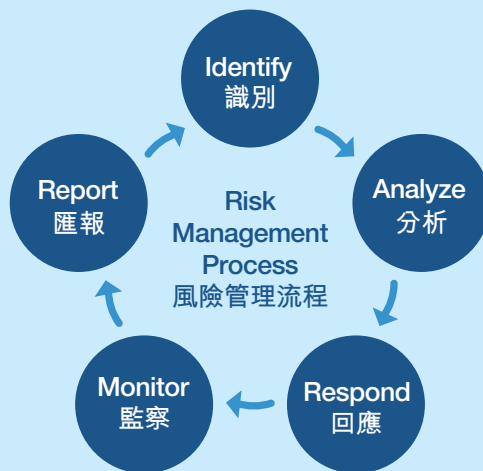 Identify
識別
Analyze
分析
Respond
回應
Monitor
監察
Report
匯報
Risk
Management
Process
風險管理流程